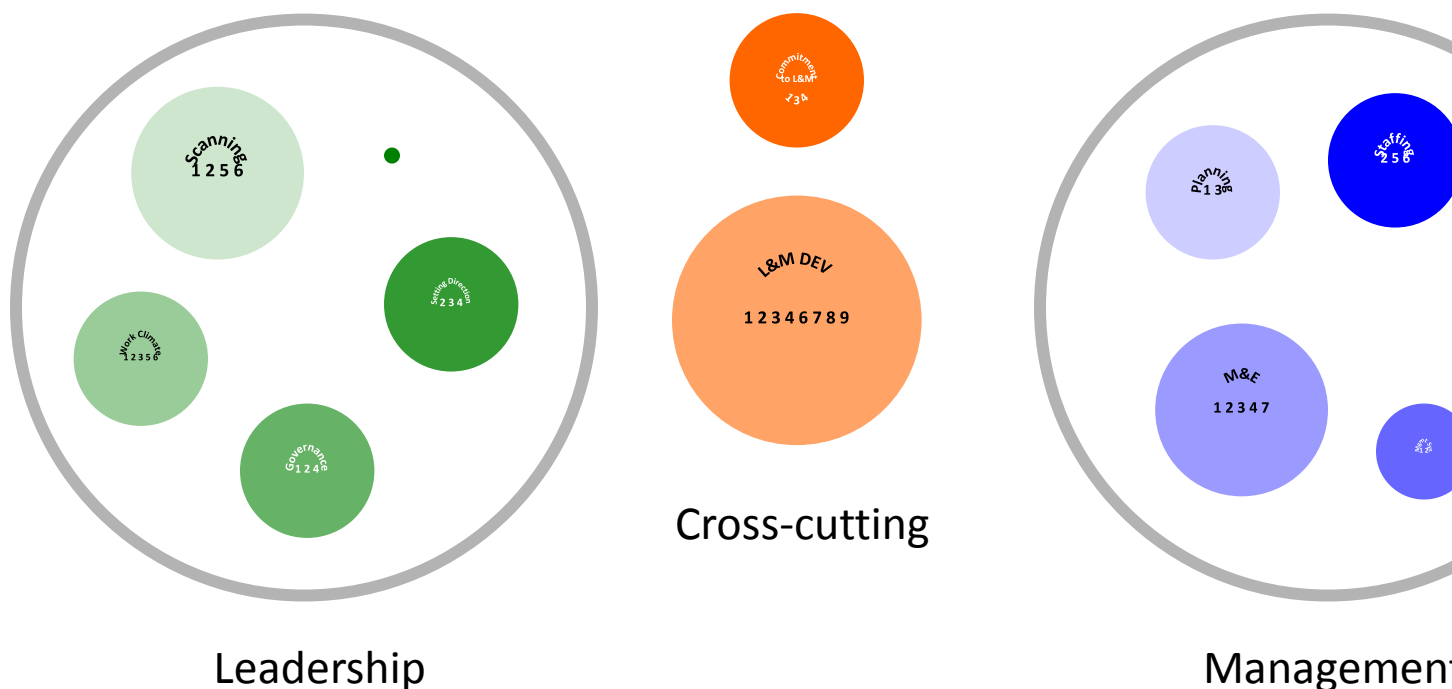 Scanning
1 2 5 6
Setting Direction
2 3 4
Work Climate
1 2 3 5 6
Governance
1 2 4
Leadership
Commitment
to L&M
1 3 4
L&M DEV
1 2 3 4 6 7 8 9
Cross-cutting
Planning
1 3
Staffing
2 5 6
M&E
1 2 3 4 7
Management